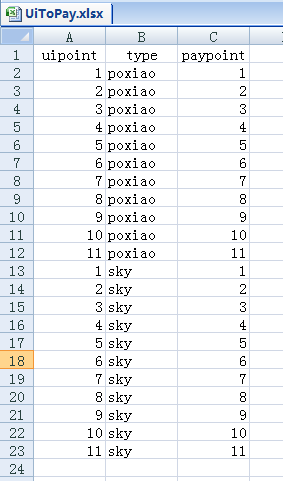 UiToPay.xlsx
A B C
1 uipoint type paypoint
2 1 poxiao 1
3 2 poxiao 2
4 3 poxiao 3
5 4 poxiao 4
6 5 poxiao 5
7 6 poxiao 6
8 7 poxiao 7
9 8 poxiao 8
10 9 poxiao 9
11 10 poxiao 10
12 11 poxiao 11
13 1 sky 1
14 2 sky 2
15 3 sky 3
16 4 sky 4
17 5 sky 5
18 6 sky 6
19 7 sky 7
20 8 sky 8
21 9 sky 9
22 10 sky 10
23 11 sky 11
24